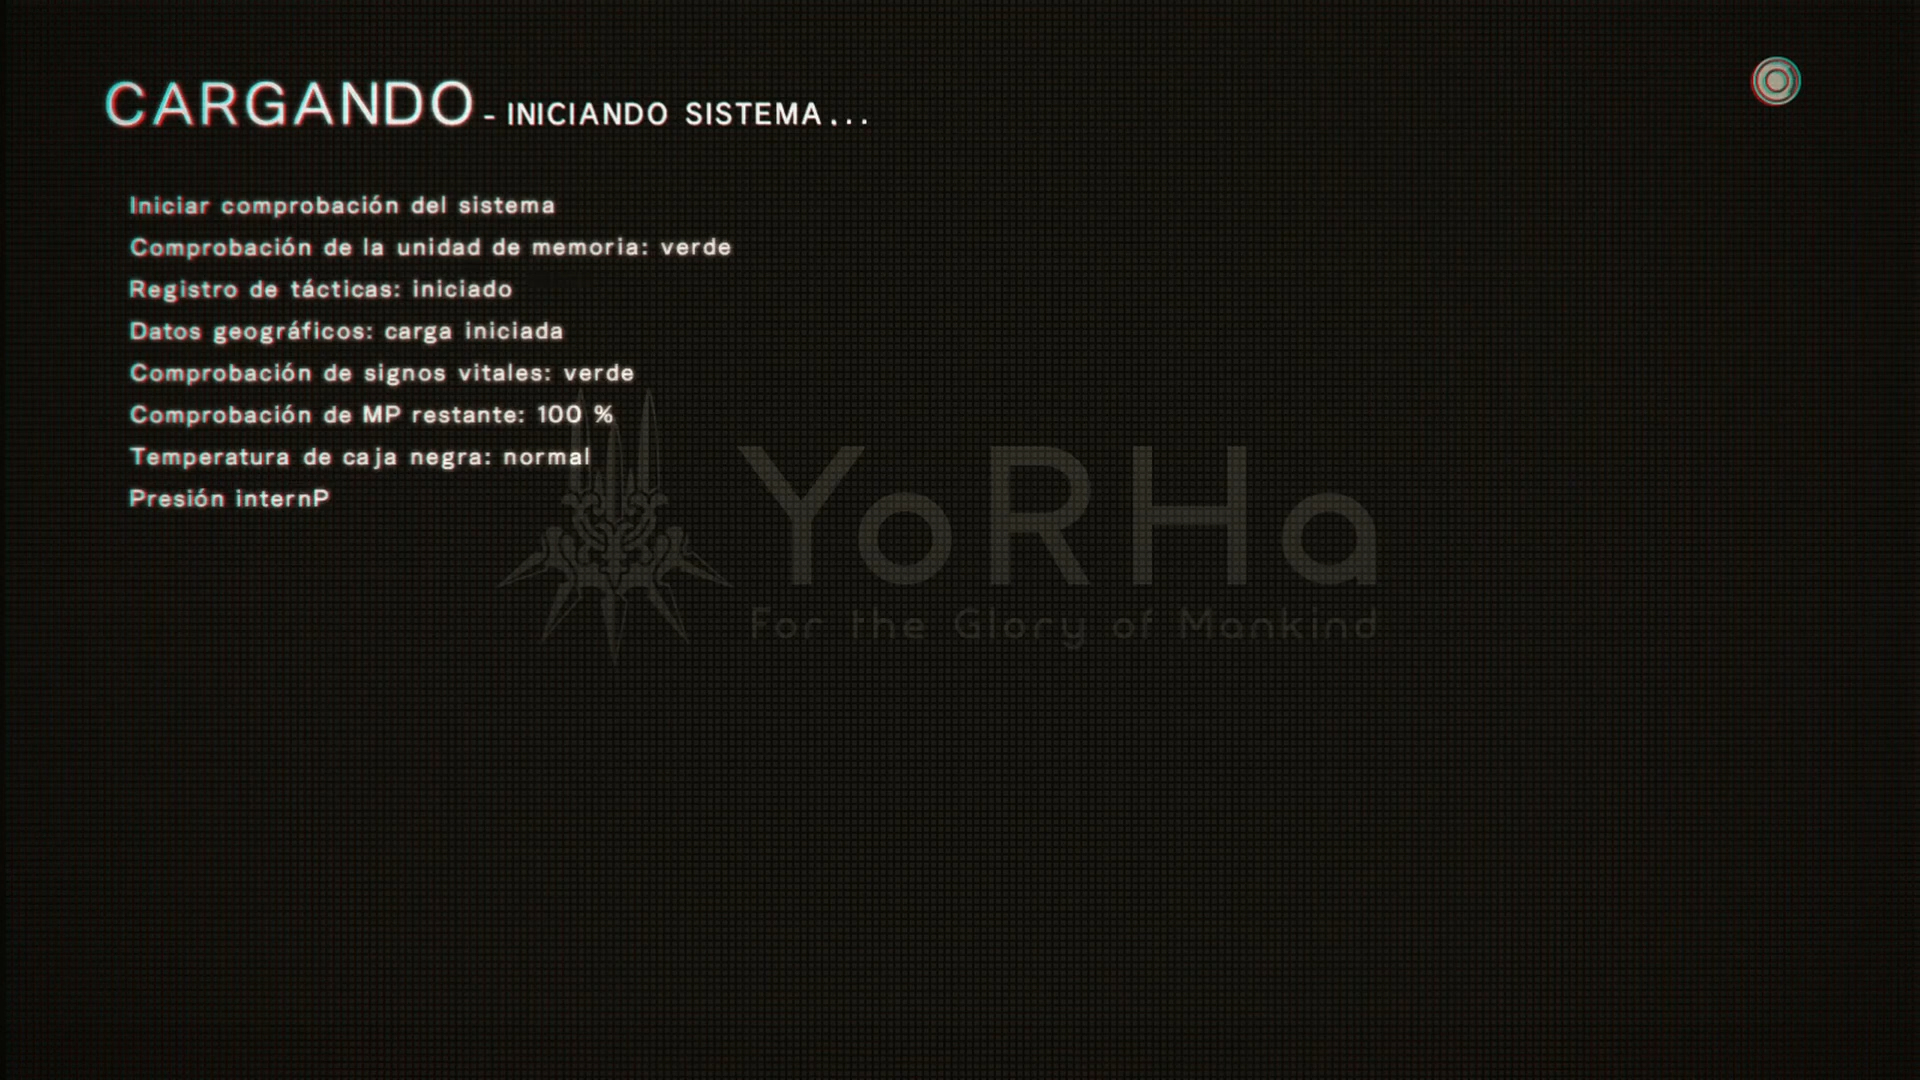 CARGANDO - INICIANDO SISTEMA...
Iniciar comprobación del sistema
Comprobación de la unidad de memoria: verde
Registro de tácticas: iniciado
Datos geográficos: carga iniciada
Comprobación de signos vitales: verde
Comprobación de MP restante: 100 %
Temperatura de caja negra: normal
Presión internP
YoRHa
For the Glory of Mankind